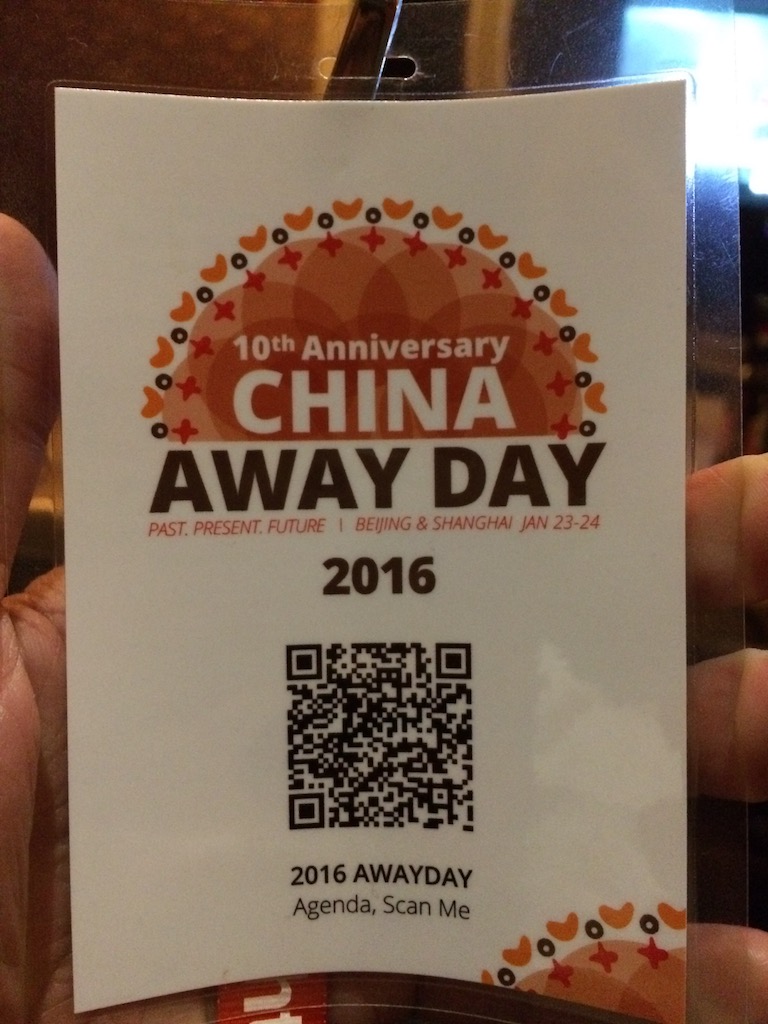 10th Anniversary
CHINA
AWAY DAY
PAST. PRESENT. FUTURE | BEIJING & SHANGHAI JAN 23-24
2016
2016 AWAYDAY
Agenda, Scan Me